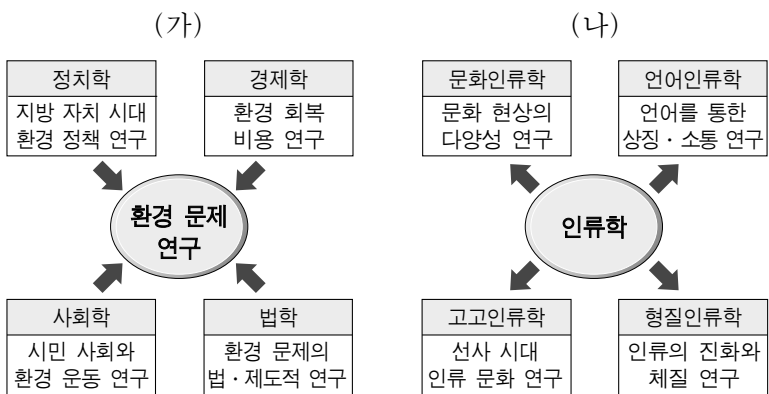 (가)
정치학
지방 자치 시대
환경 정책 연구
경제학
환경 회복
비용 연구
환경 문제
연구
사회학
시민 사회와
환경 운동 연구
법학
환경 문제의
법·제도적 연구
(나)
문화인류학
문화 현상의
다양성 연구
언어인류학
언어를 통한
상징·소통 연구
인류학
고고인류학
선사 시대
인류 문화 연구
형질인류학
인류의 진화와
체질 연구